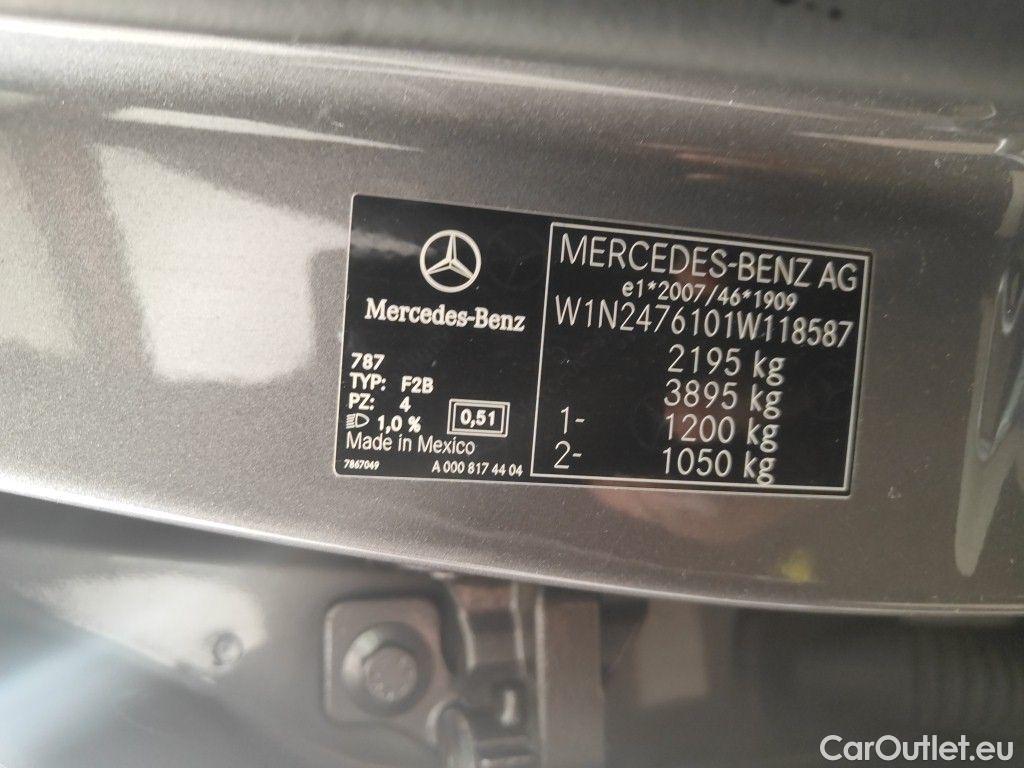 Mercedes-Benz
787
TYP: F2B
PZ: 4
1,0 % 0,51
Made in Mexico
7867049 A 000 817 44 04
MERCEDES-BENZ AG
e1*2007/46*1909
W1N2476101W118587
2195 kg
3895 kg
1- 1200 kg
2- 1050 kg
CarOutlet.eu